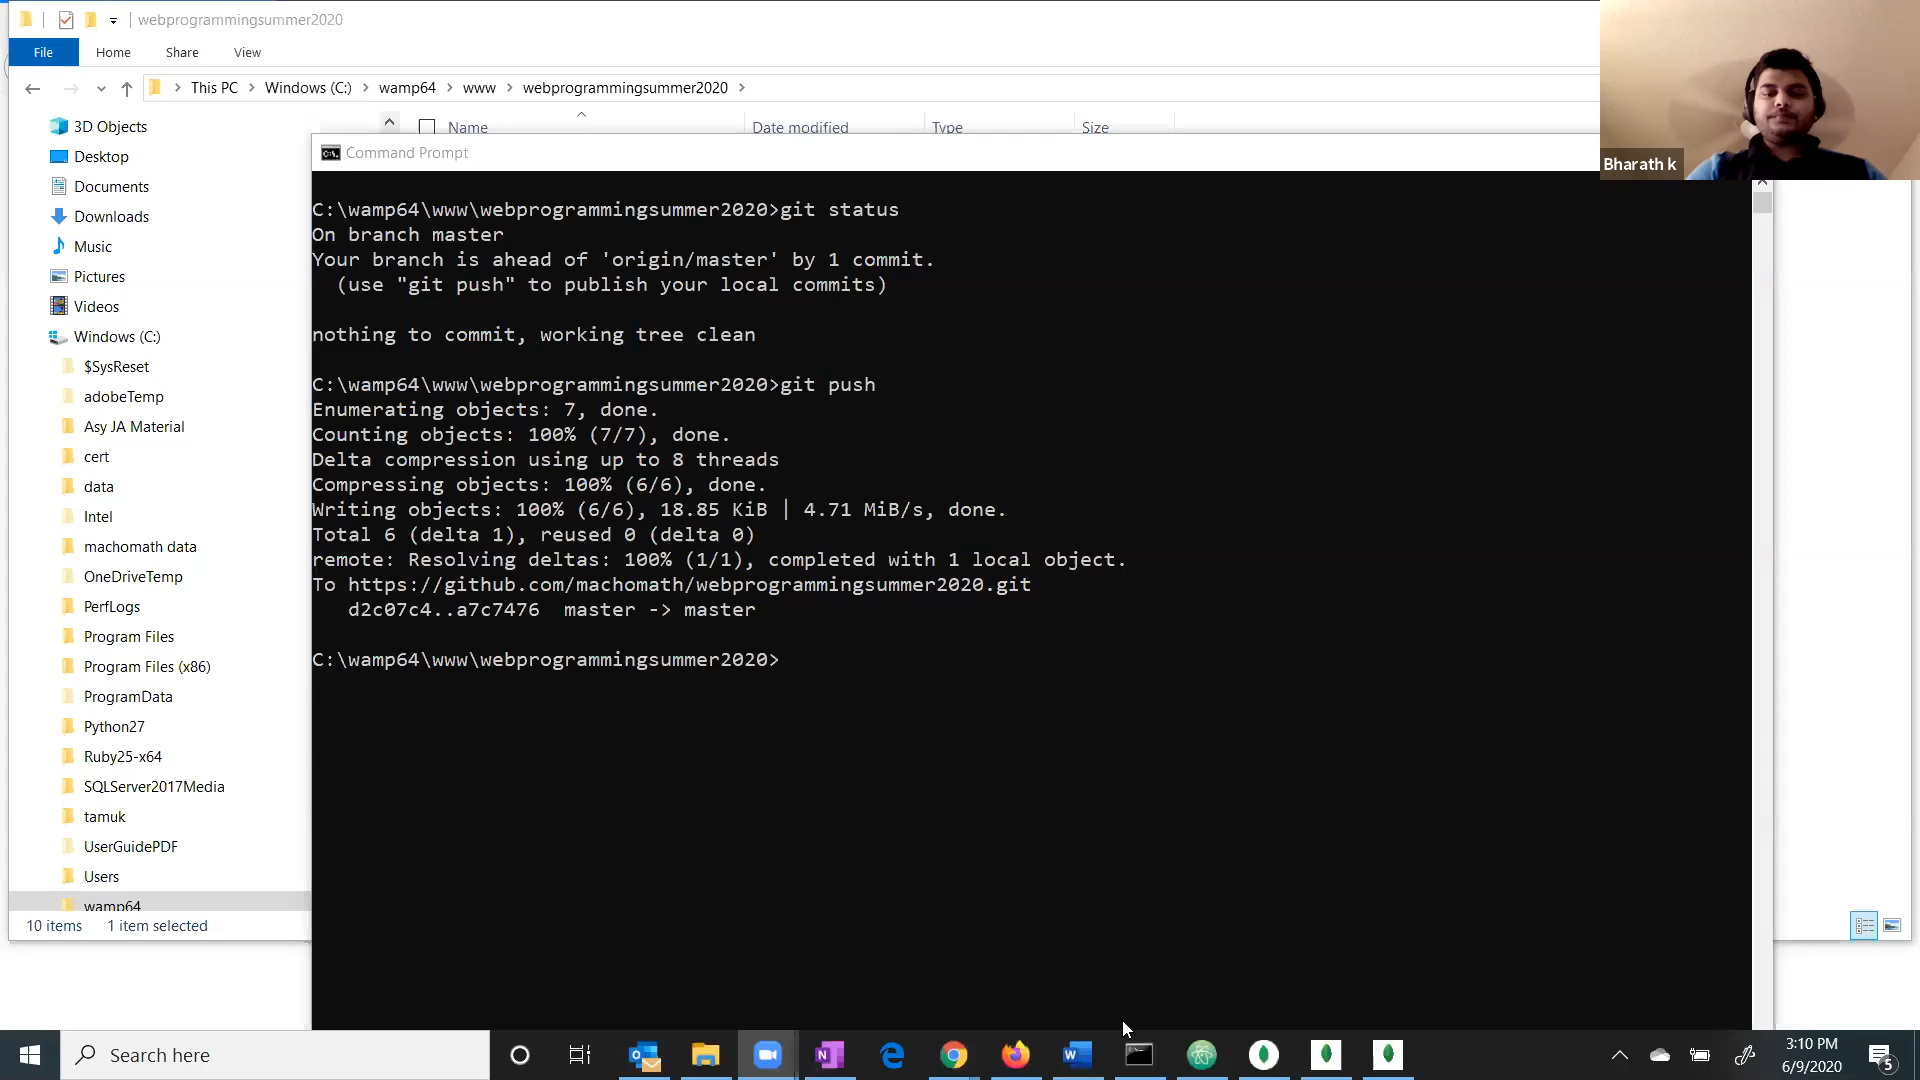 webprogrammingsummer2020
File Home Share View
This PC > Windows (C:) > wamp64 > www > webprogrammingsummer2020 >
Name Date modified Type Size
3D Objects
Desktop
Documents
Downloads
Music
Pictures
Videos
Windows (C:)
$SysReset
adobeTemp
Asy JA Material
cert
data
Intel
machomath data
OneDriveTemp
PerfLogs
Program Files
Program Files (x86)
ProgramData
Python27
Ruby25-x64
SQLServer2017Media
tamuk
UserGuidePDF
Users
wamp64
10 items 1 item selected
Command Prompt
C:\wamp64\www\webprogrammingsummer2020>git status
On branch master
Your branch is ahead of 'origin/master' by 1 commit.
(use "git push" to publish your local commits)
nothing to commit, working tree clean
C:\wamp64\www\webprogrammingsummer2020>git push
Enumerating objects: 7, done.
Counting objects: 100% (7/7), done.
Delta compression using up to 8 threads
Compressing objects: 100% (6/6), done.
Writing objects: 100% (6/6), 18.85 KiB | 4.71 MiB/s, done.
Total 6 (delta 1), reused 0 (delta 0)
remote: Resolving deltas: 100% (1/1), completed with 1 local object.
To https://github.com/machomath/webprogrammingsummer2020.git
d2c07c4..a7c7476 master -> master
C:\wamp64\www\webprogrammingsummer2020>
Bharath k
Search here
3:10 PM
6/9/2020
5